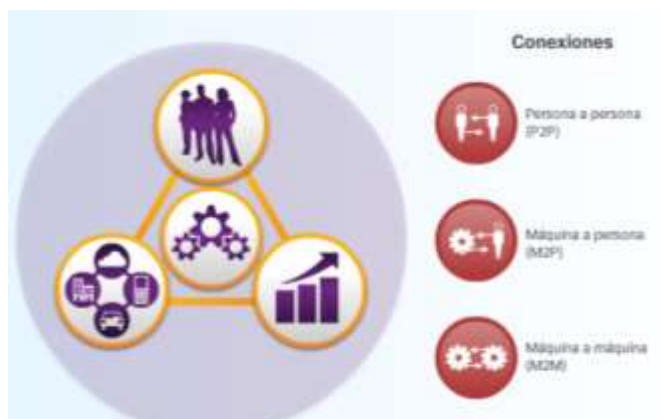 Conexiones
Persona a persona
(P2P)
Máquina a persona
(M2P)
Máquina a máquina
(M2M)